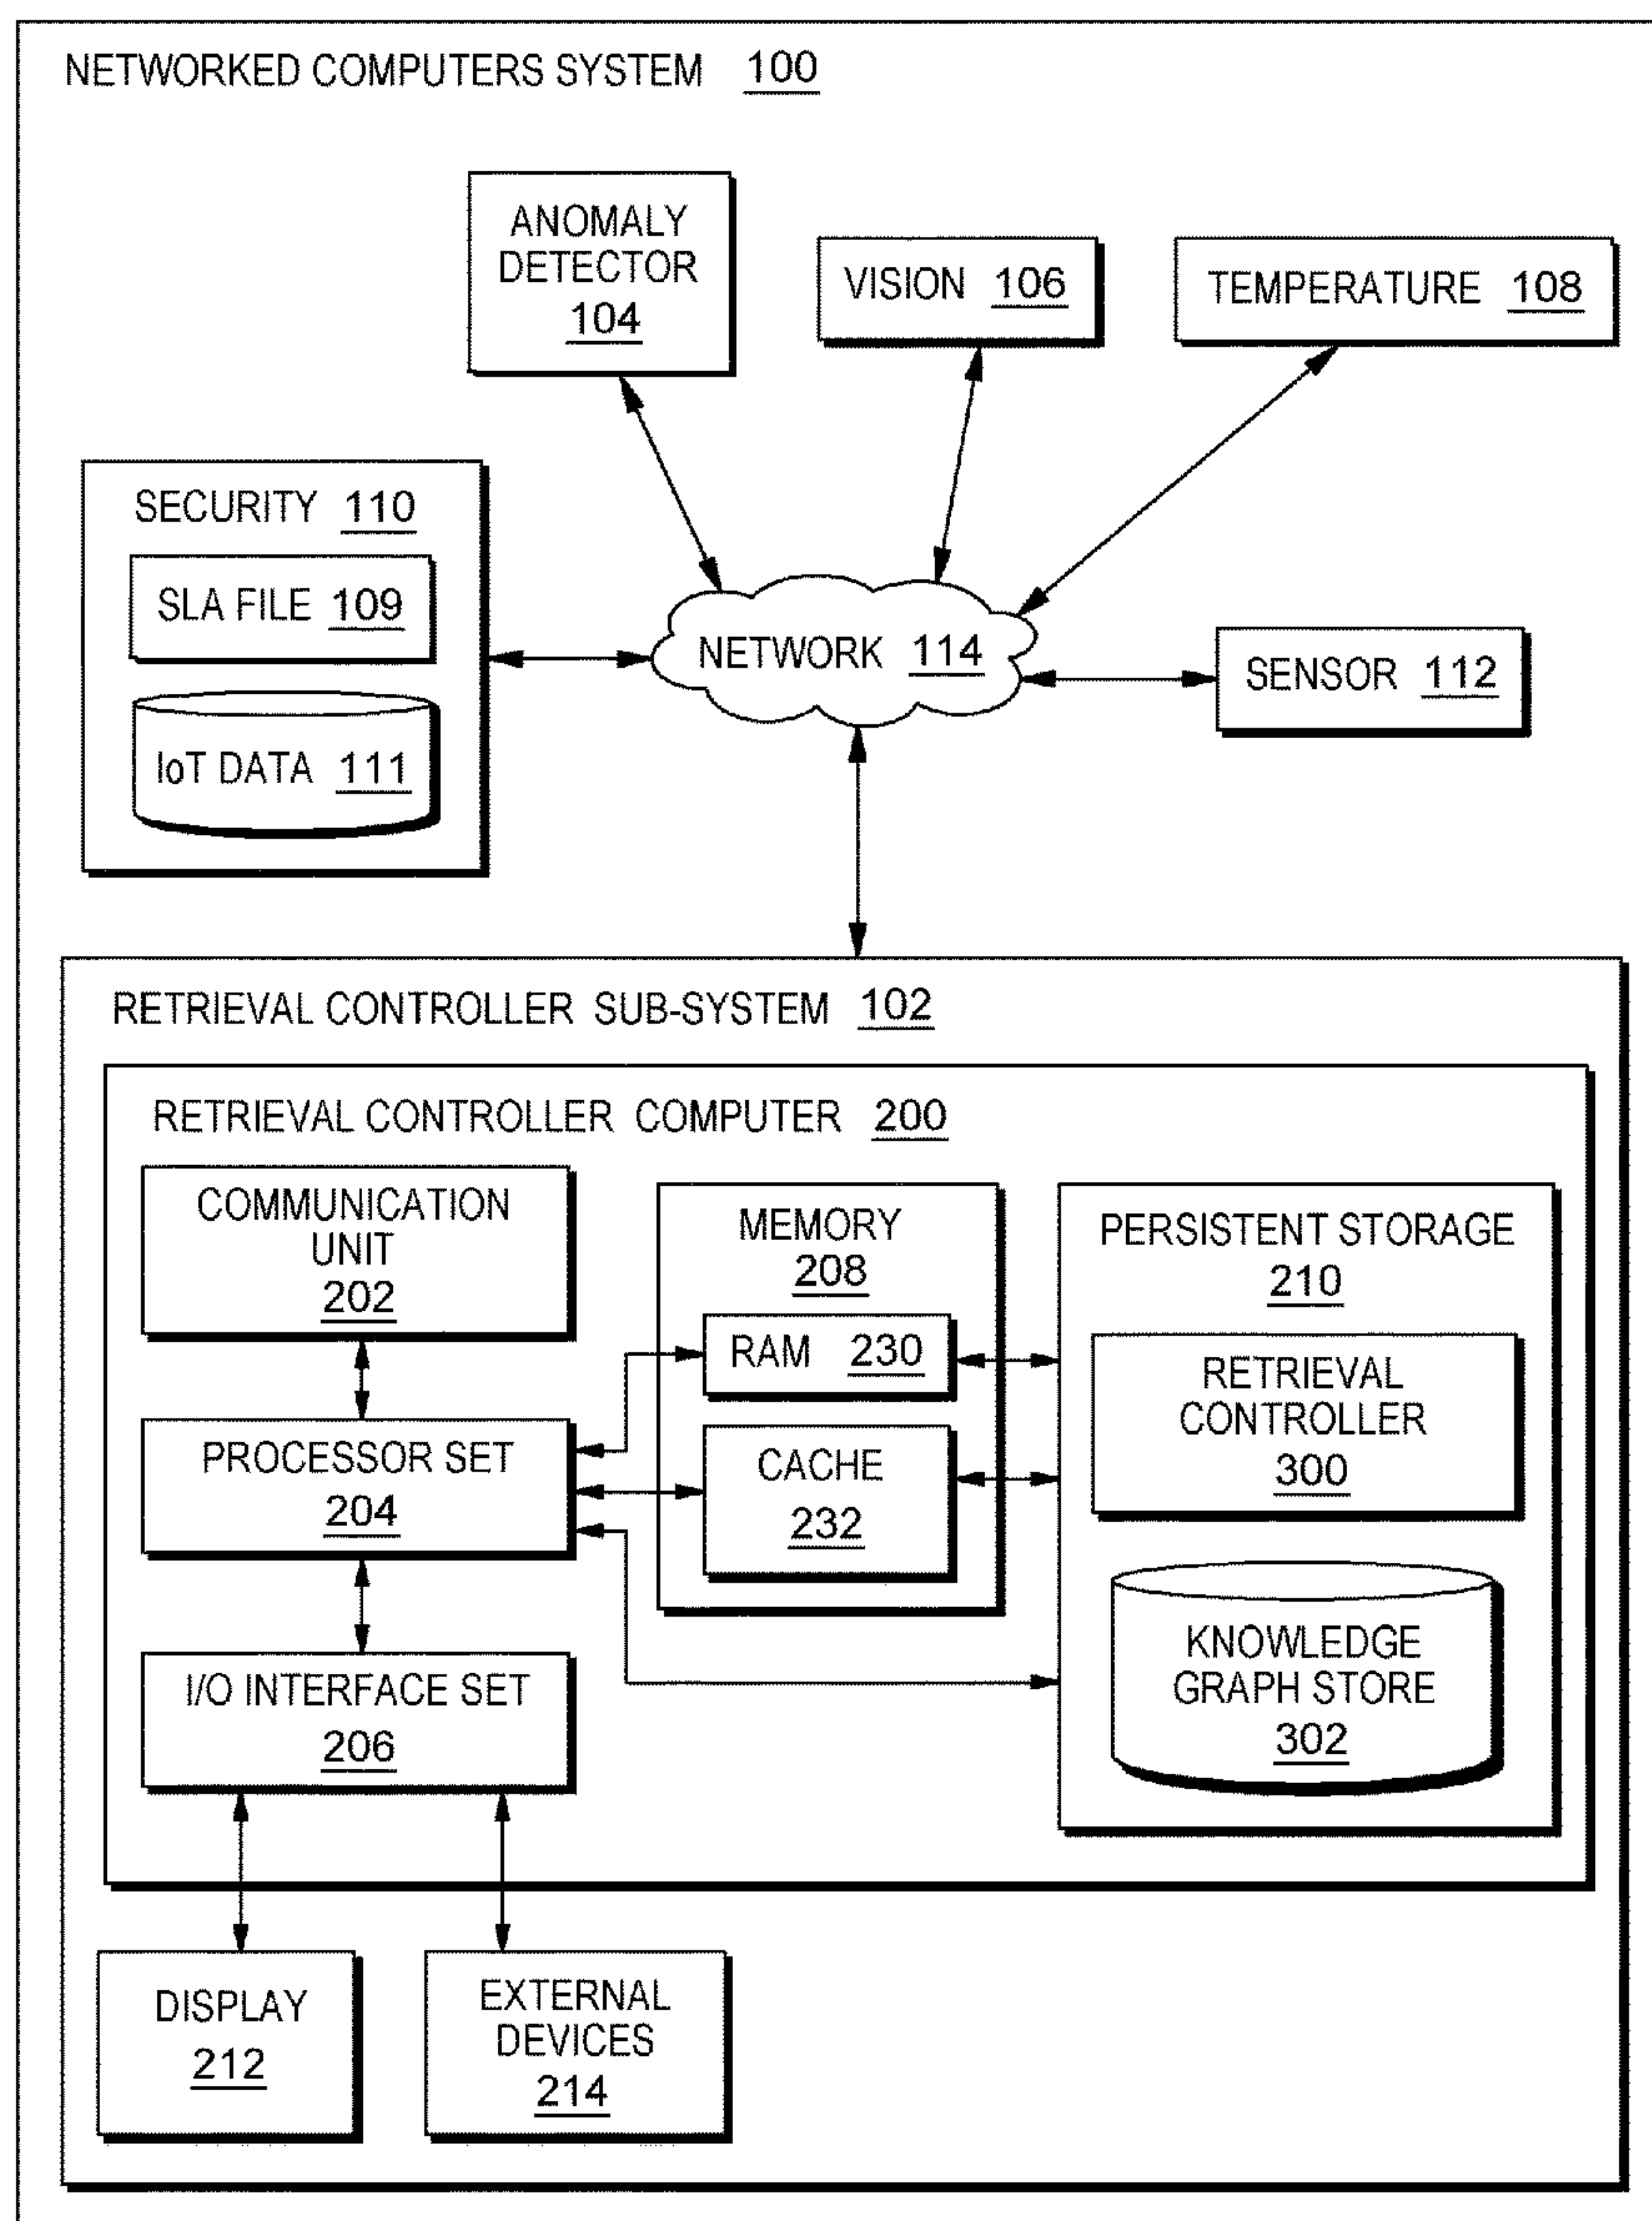 NETWORKED COMPUTERS SYSTEM 100
ANOMALY
DETECTOR
104
VISION 106
TEMPERATURE 108
SECURITY 110
SLA FILE 109
IoT DATA 111
NETWORK 114
SENSOR 112
RETRIEVAL CONTROLLER SUB-SYSTEM 102
RETRIEVAL CONTROLLER COMPUTER 200
COMMUNICATION
UNIT
202
PROCESSOR SET
204
I/O INTERFACE SET
206
MEMORY
208
RAM 230
CACHE
232
PERSISTENT STORAGE
210
RETRIEVAL
CONTROLLER
300
KNOWLEDGE
GRAPH STORE
302
DISPLAY
212
EXTERNAL
DEVICES
214